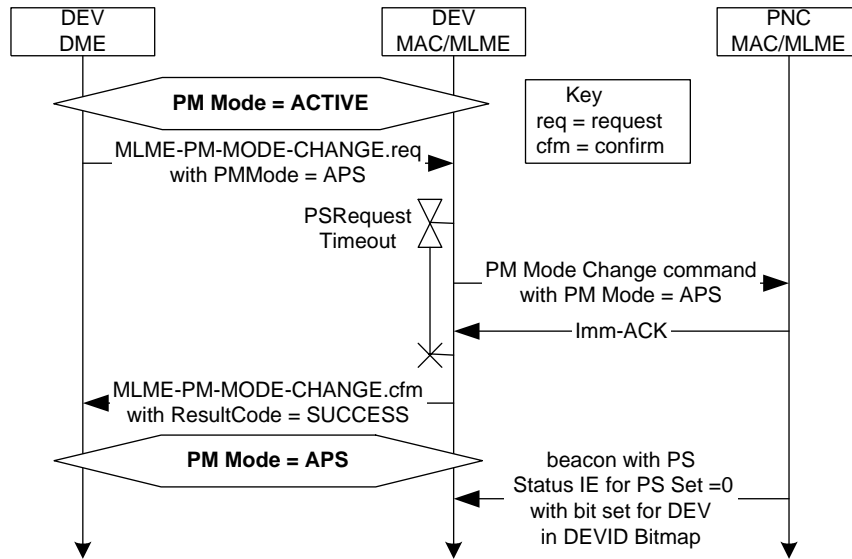 DEV
DME
DEV
MAC/MLME
PNC
MAC/MLME
PM Mode = ACTIVE
Key
req = request
cfm = confirm
MLME-PM-MODE-CHANGE.req
with PMMode = APS
PSRequest
Timeout
PM Mode Change command
with PM Mode = APS
Imm-ACK
MLME-PM-MODE-CHANGE.cfm
with ResultCode = SUCCESS
PM Mode = APS
beacon with PS
Status IE for PS Set =0
with bit set for DEV
in DEVID Bitmap